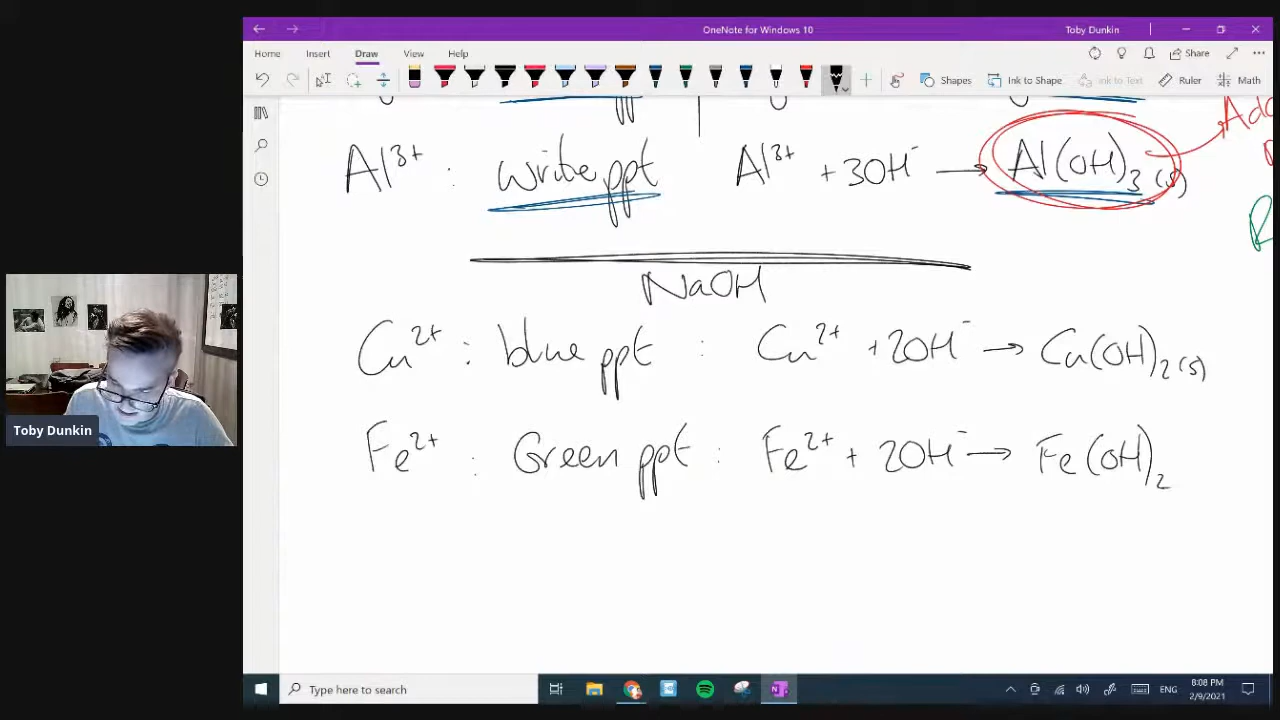 OneNote for Windows 10 Toby Dunkin
Home Insert Draw View Help Share
Shapes Ink to Shape Ink to Text Ruler Math
Al³⁺ : write ppt Al³⁺ + 3OH⁻ → Al(OH)₃ (s)
NaOH
Cu²⁺ : blue ppt : Cu²⁺ + 2OH⁻ → Cu(OH)₂ (s)
Fe²⁺ : Green ppt : Fe²⁺ + 2OH⁻ → Fe(OH)₂
Toby Dunkin
Type here to search
ENG
8:08 PM
2/9/2021